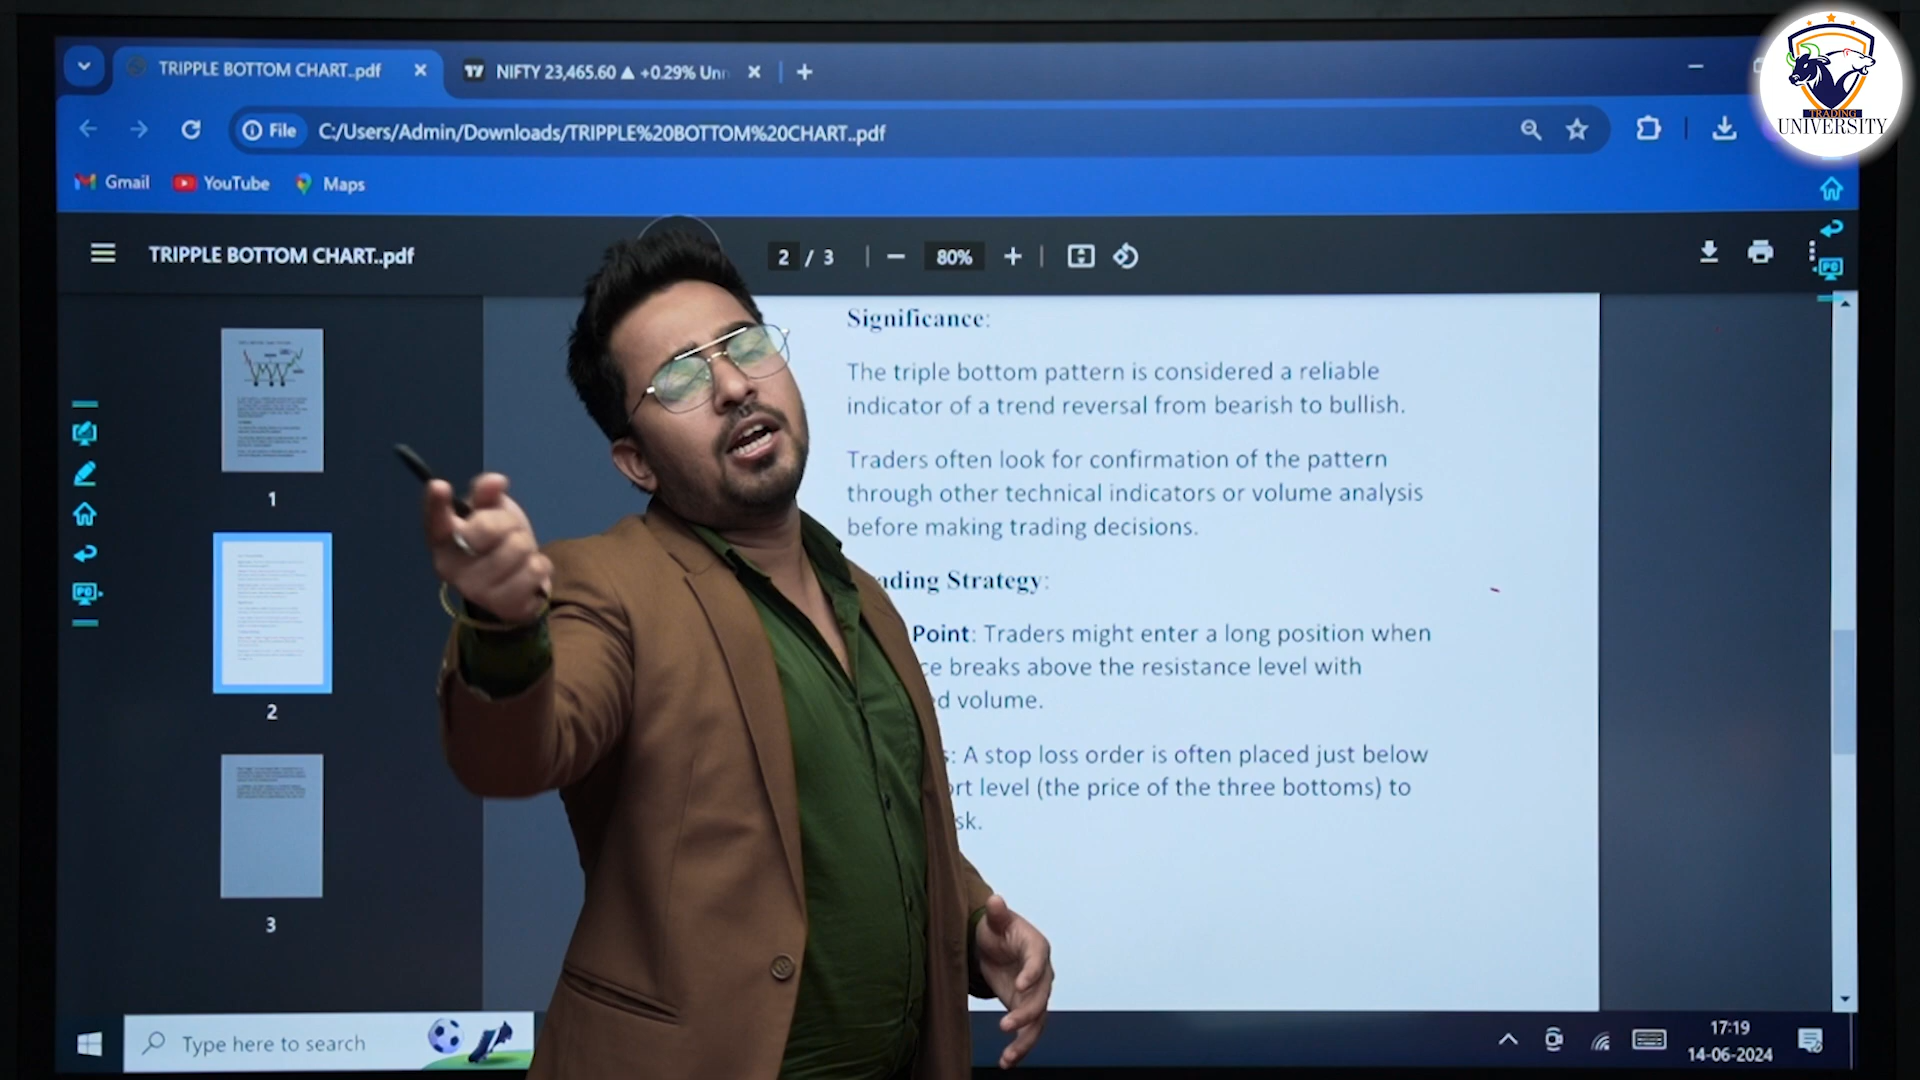 TRIPPLE BOTTOM CHART..pdf
NIFTY 23,465.60 ▲ +0.29%
File
C:/Users/Admin/Downloads/TRIPPLE%20BOTTOM%20CHART..pdf
TRADING
UNIVERSITY
Gmail
YouTube
Maps
TRIPPLE BOTTOM CHART..pdf
2 / 3
80%
1
2
3
Significance:
The triple bottom pattern is considered a reliable
indicator of a trend reversal from bearish to bullish.
Traders often look for confirmation of the pattern
through other technical indicators or volume analysis
before making trading decisions.
Strategy:
Point: Traders might enter a long position when
breaks above the resistance level with
volume.
A stop loss order is often placed just below
level (the price of the three bottoms) to
Type here to search
17:19
14-06-2024